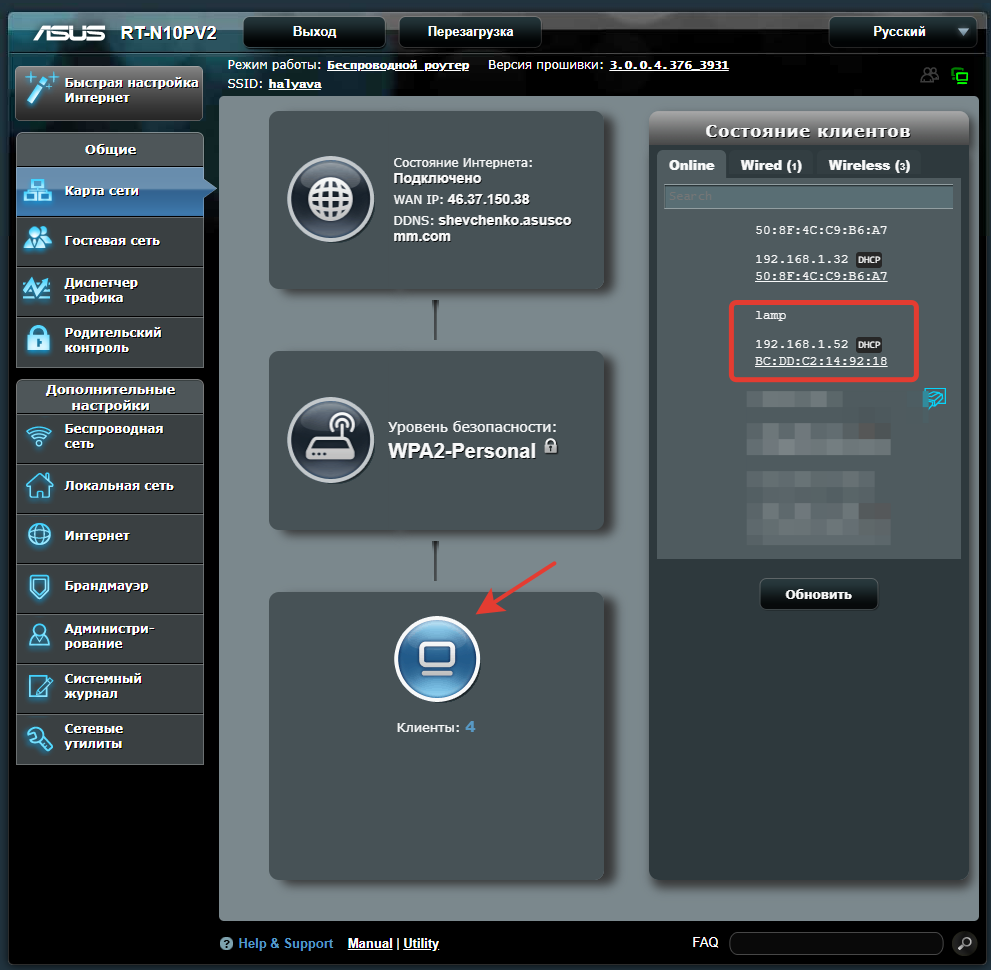 ASUS RT-N10PV2
Выход
Перезагрузка
Русский
Режим работы: Беспроводной роутер Версия прошивки: 3.0.0.4.376_3931
SSID: halyava
Быстрая настройка
Интернет
Общие
Карта сети
Гостевая сеть
Диспетчер
трафика
Родительский
контроль
Дополнительные
настройки
Беспроводная
сеть
Локальная сеть
Интернет
Брандмауэр
Администри-
рование
Системный
журнал
Сетевые
утилиты
Состояние Интернета:
Подключено
WAN IP: 46.37.150.38
DDNS: shevchenko.asusco
mm.com
Уровень безопасности:
WPA2-Personal
Клиенты: 4
Состояние клиентов
Online Wired (1) Wireless (3)
Search
50:8F:4C:C9:B6:A7
192.168.1.32 DHCP
50:8F:4C:C9:B6:A7
lamp
192.168.1.52 DHCP
BC:DD:C2:14:92:18
Обновить
? Help & Support Manual | Utility
FAQ